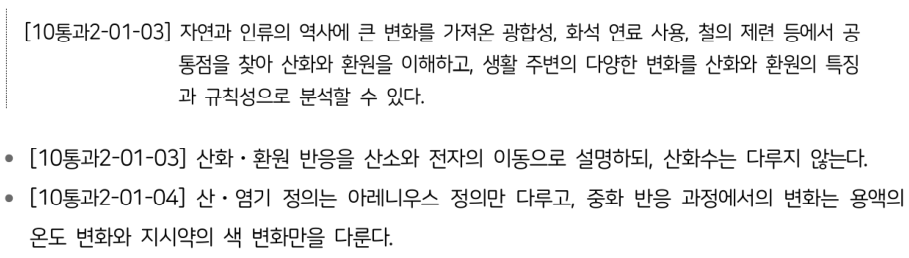 [10통과2-01-03] 자연과 인류의 역사에 큰 변화를 가져온 광합성, 화석 연료 사용, 철의 제련 등에서 공
통점을 찾아 산화와 환원을 이해하고, 생활 주변의 다양한 변화를 산화와 환원의 특징
과 규칙성으로 분석할 수 있다.
• [10통과2-01-03] 산화・환원 반응을 산소와 전자의 이동으로 설명하되, 산화수는 다루지 않는다.
• [10통과2-01-04] 산・염기 정의는 아레니우스 정의만 다루고, 중화 반응 과정에서의 변화는 용액의
온도 변화와 지시약의 색 변화만을 다룬다.